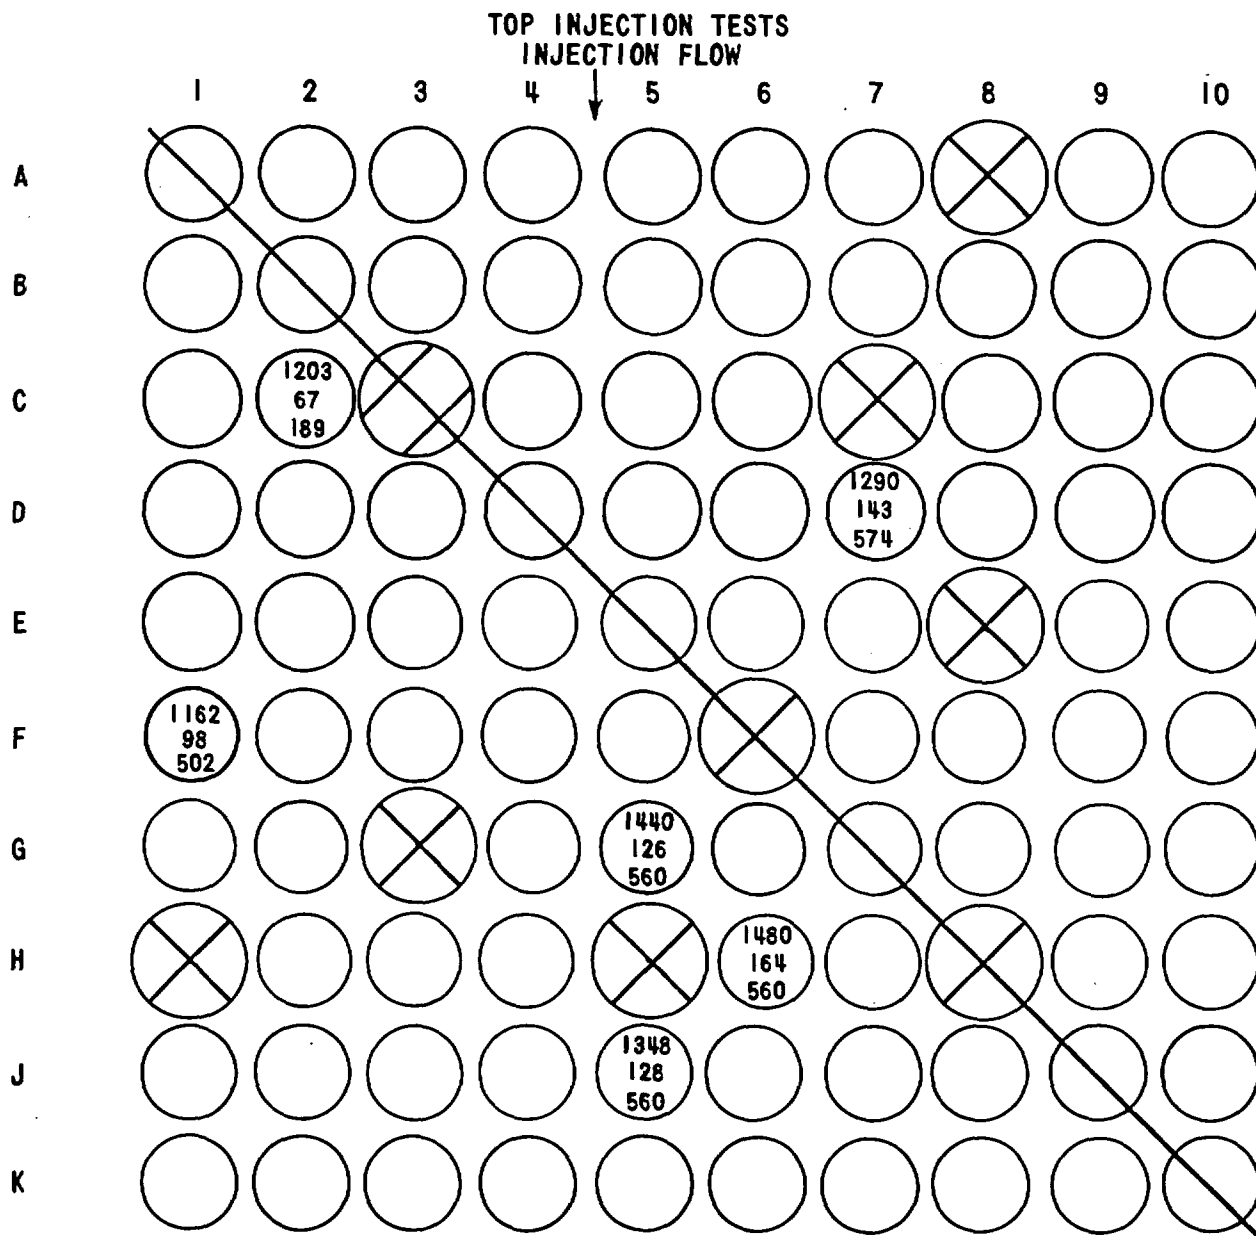 TOP INJECTION TESTS
INJECTION FLOW
1 2 3 4 5 6 7 8 9 10
A
B
C 1203
67
189
D 1290
143
574
E
F 1162
98
502
G 1440
126
560
H 1480
164
560
J 1348
128
560
K